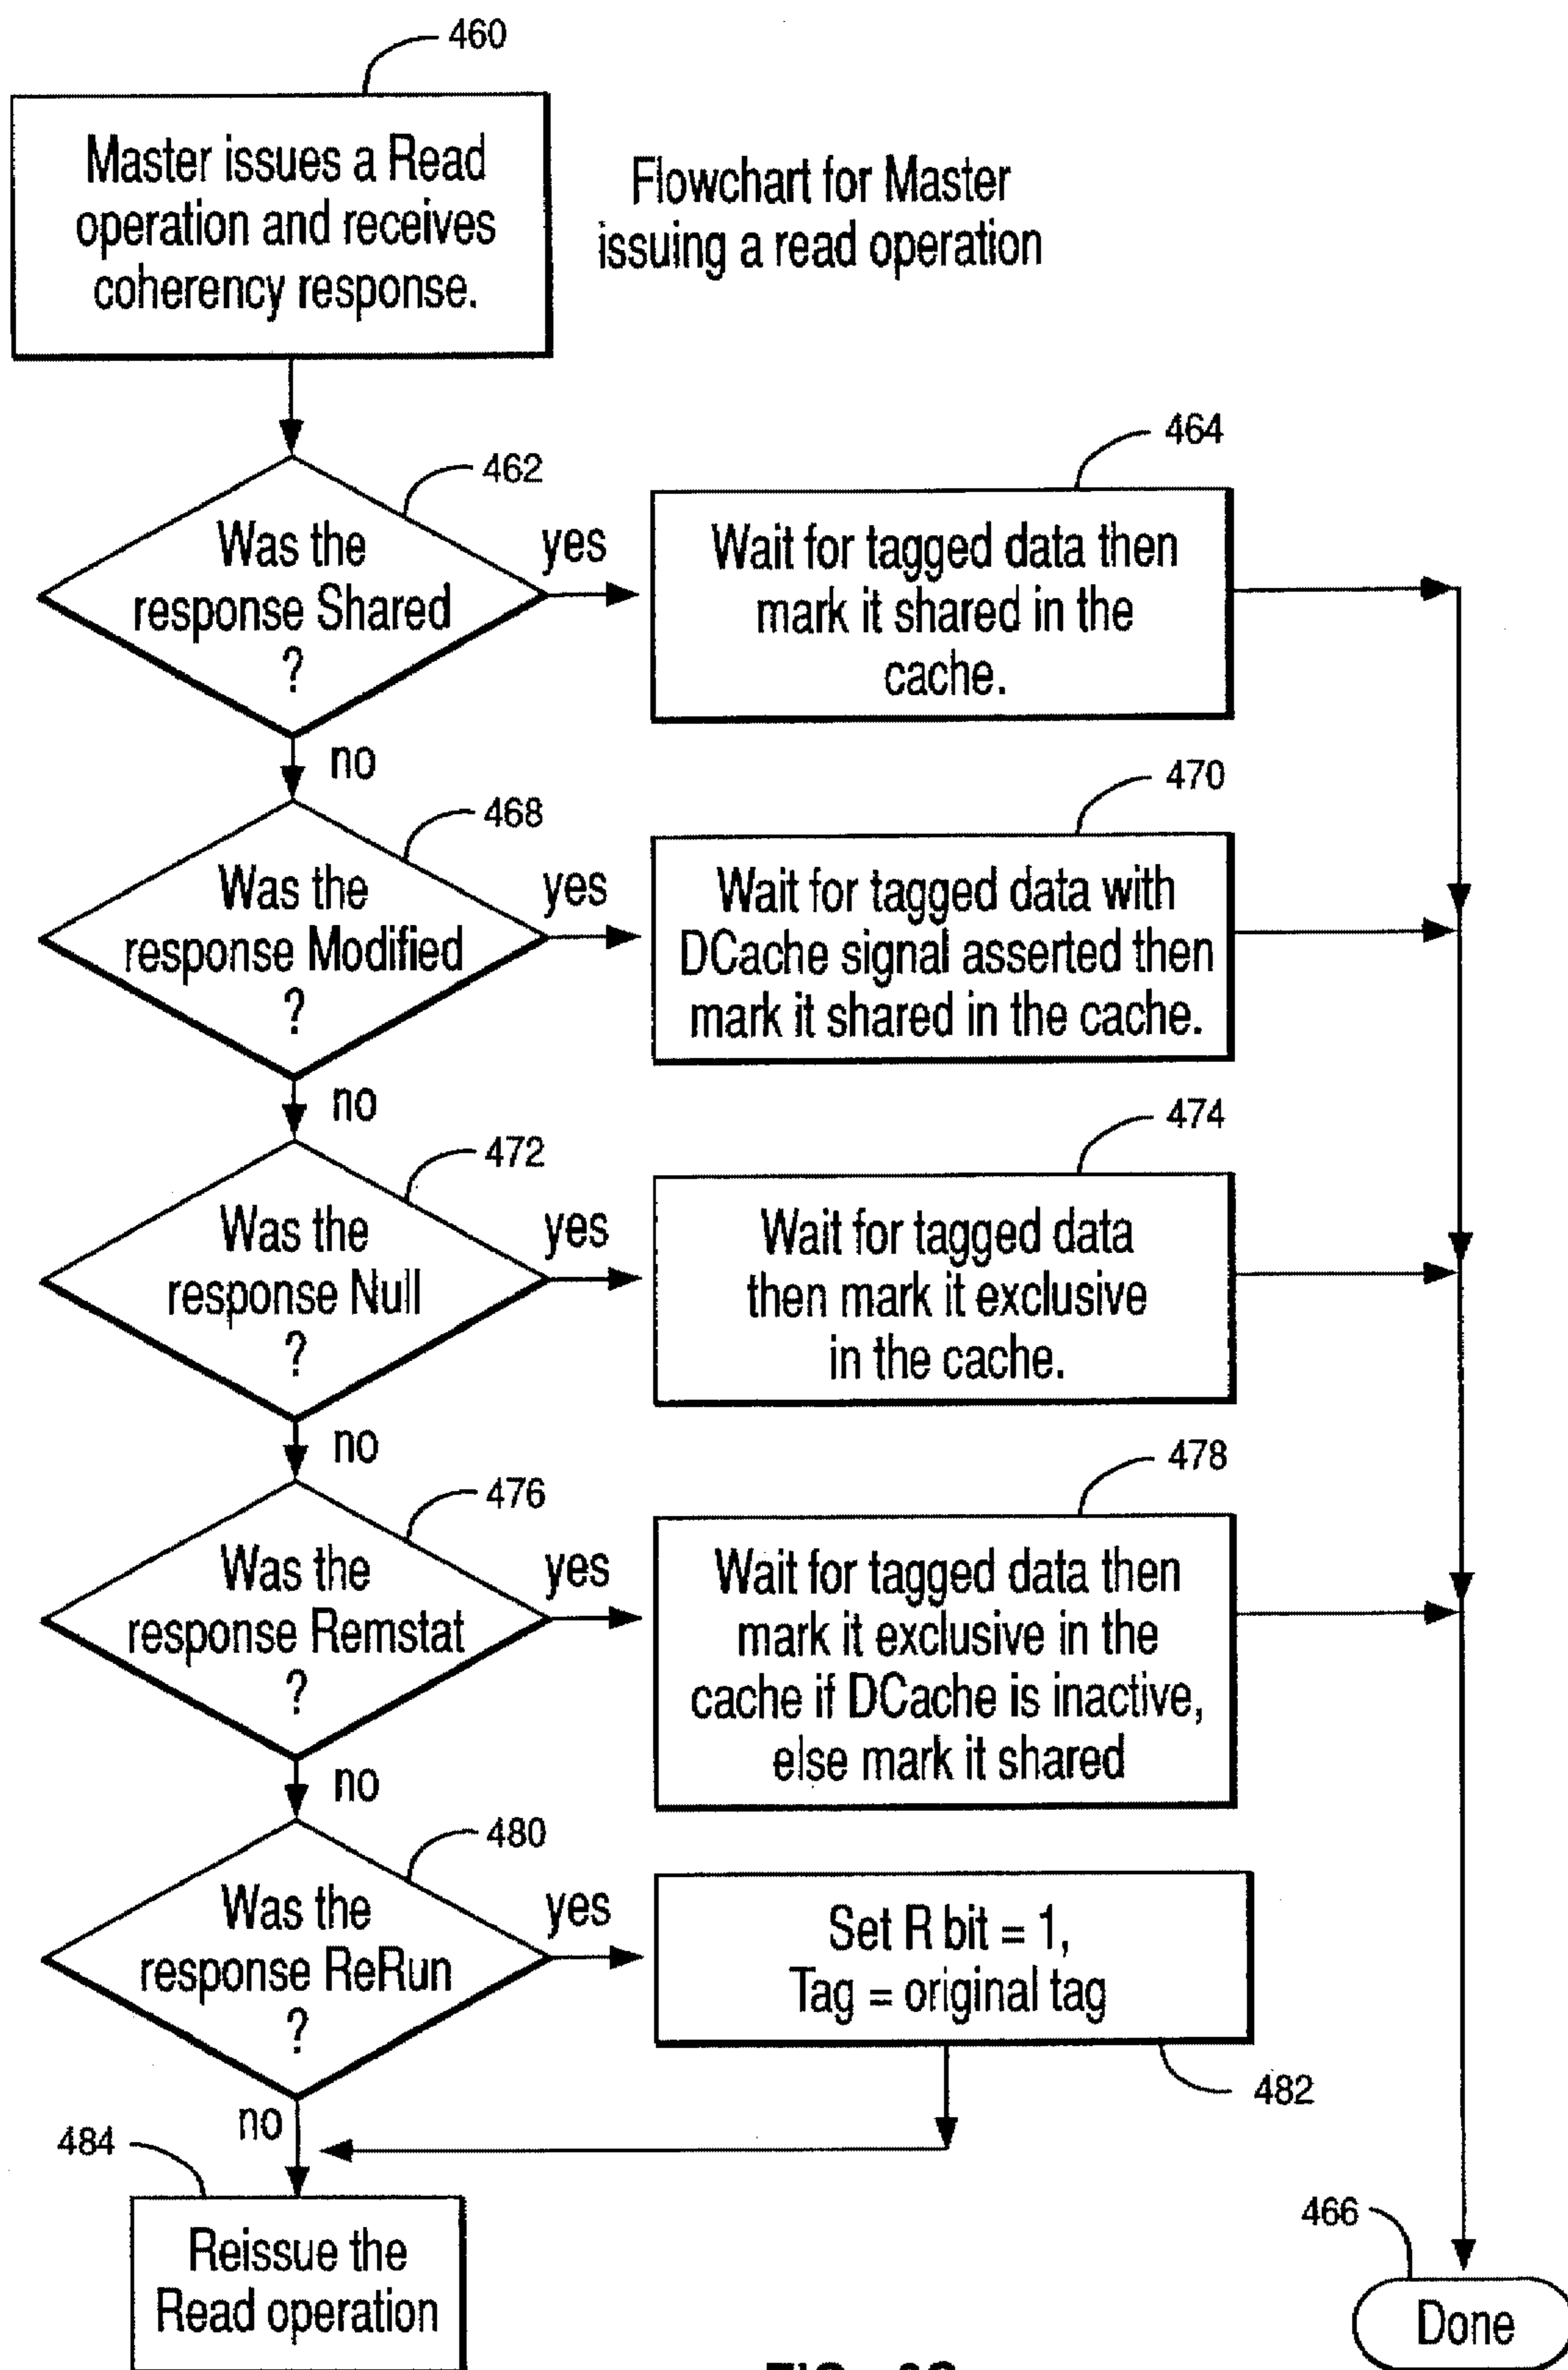 460
Master issues a Read
operation and receives
coherency response.
Flowchart for Master
issuing a read operation
462
Was the
response Shared
?
yes
no
464
Wait for tagged data then
mark it shared in the
cache.
468
Was the
response Modified
?
yes
no
470
Wait for tagged data with
DCache signal asserted then
mark it shared in the cache.
472
Was the
response Null
?
yes
no
474
Wait for tagged data
then mark it exclusive
in the cache.
476
Was the
response Remstat
?
yes
no
478
Wait for tagged data then
mark it exclusive in the
cache if DCache is inactive,
else mark it shared
480
Was the
response ReRun
?
yes
no
Set R bit = 1,
Tag = original tag
482
484
Reissue the
Read operation
466
Done